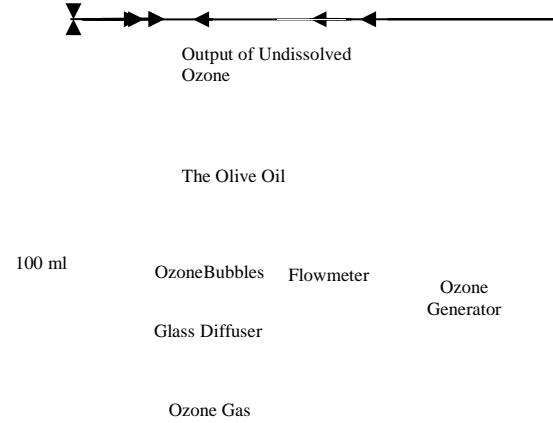 Output of Undissolved
Ozone
The Olive Oil
100 ml
OzoneBubbles
Flowmeter
Ozone
Generator
Glass Diffuser
Ozone Gas